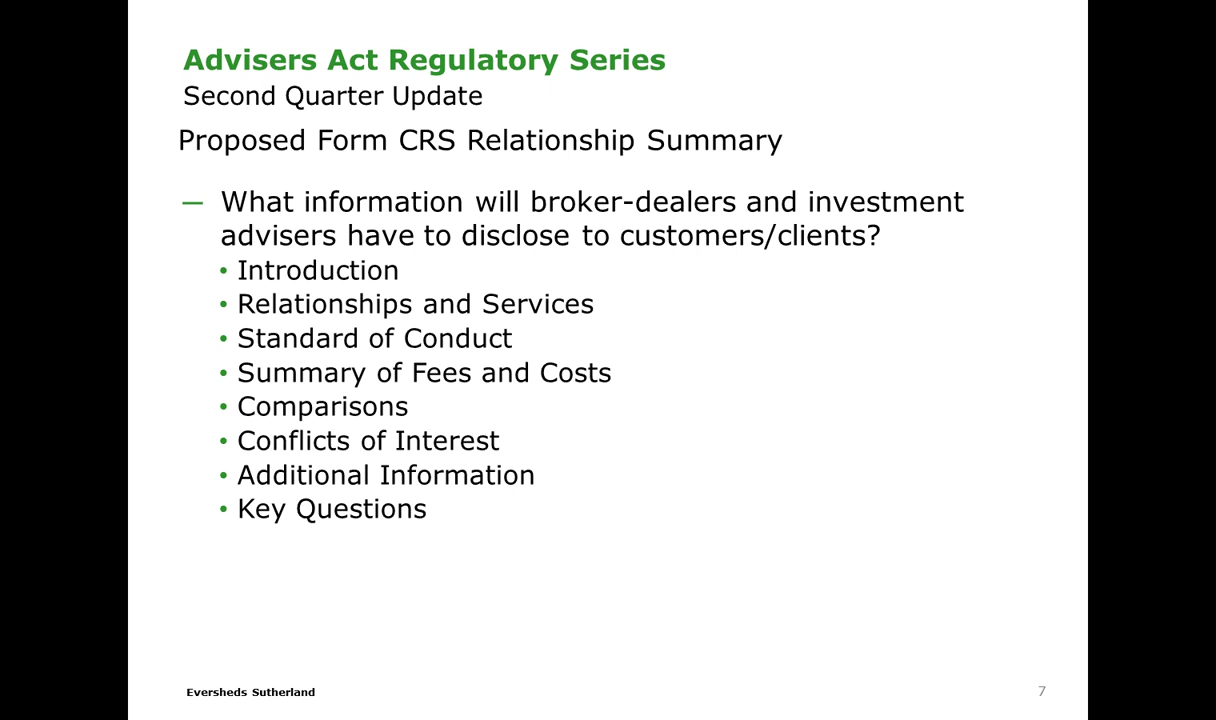 Advisers Act Regulatory Series
Second Quarter Update
Proposed Form CRS Relationship Summary
— What information will broker-dealers and investment
advisers have to disclose to customers/clients?
• Introduction
• Relationships and Services
• Standard of Conduct
• Summary of Fees and Costs
• Comparisons
• Conflicts of Interest
• Additional Information
• Key Questions
Eversheds Sutherland
7